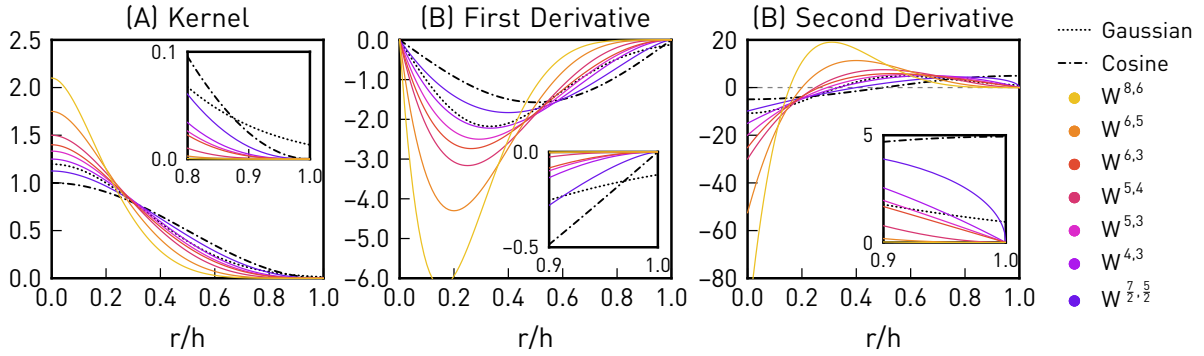 (A) Kernel
2.5
2.0
1.5
1.0
0.5
0.0
0.0 0.2 0.4 0.6 0.8 1.0
r/h
0.1
0.0
0.8 0.9 1.0
(B) First Derivative
0.0
−1.0
−2.0
−3.0
−4.0
−5.0
−6.0
0.0 0.2 0.4 0.6 0.8 1.0
r/h
0.0
−0.5
0.9 1.0
(B) Second Derivative
20
0
−20
−40
−60
−80
0.0 0.2 0.4 0.6 0.8 1.0
r/h
5
0
0.9 1.0
Gaussian
Cosine
W^8,6
W^6,5
W^6,3
W^5,4
W^5,3
W^4,3
W^7/2,5/2